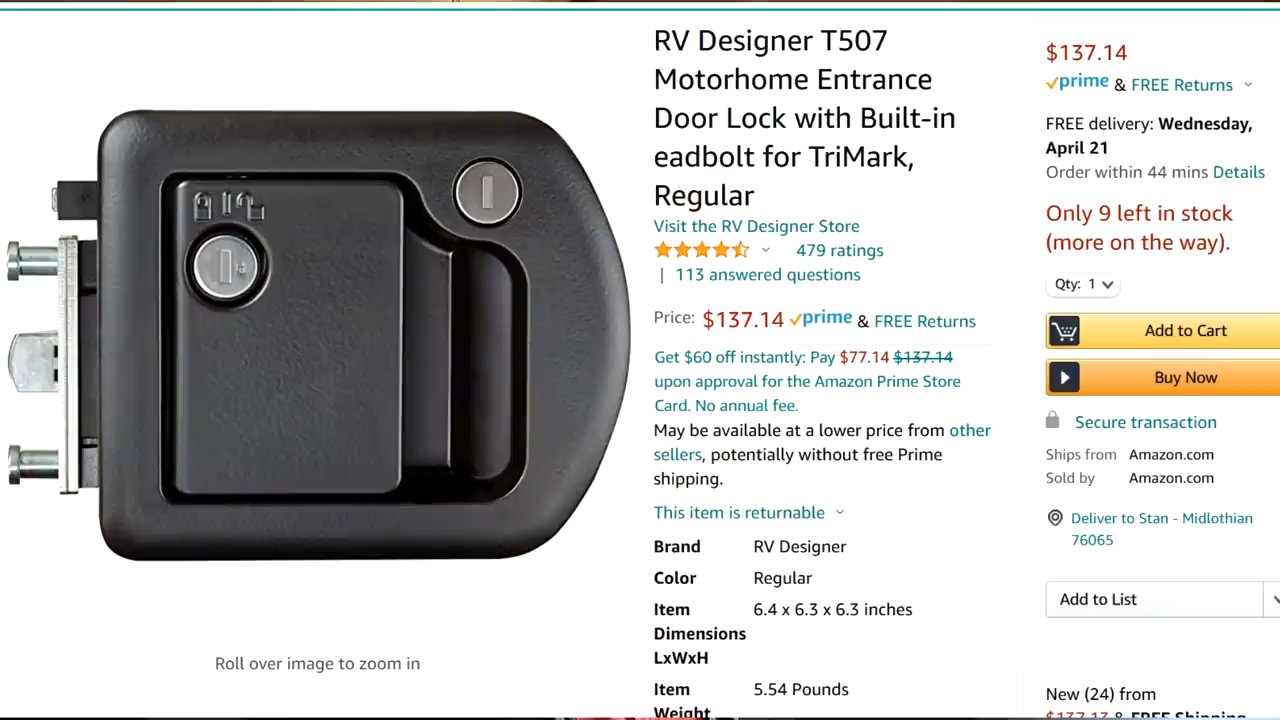 RV Designer T507
Motorhome Entrance
Door Lock with Built-in
eadbolt for TriMark,
Regular
Visit the RV Designer Store
479 ratings
| 113 answered questions
Price: $137.14 prime & FREE Returns
Get $60 off instantly: Pay $77.14 $137.14
upon approval for the Amazon Prime Store
Card. No annual fee.
May be available at a lower price from other
sellers, potentially without free Prime
shipping.
This item is returnable
Brand RV Designer
Color Regular
Item 6.4 x 6.3 x 6.3 inches
Dimensions
LxWxH
Item 5.54 Pounds
Weight
Roll over image to zoom in
$137.14
prime & FREE Returns
FREE delivery: Wednesday,
April 21
Order within 44 mins Details
Only 9 left in stock
(more on the way).
Qty: 1
Add to Cart
Buy Now
Secure transaction
Ships from Amazon.com
Sold by Amazon.com
Deliver to Stan - Midlothian
76065
Add to List
New (24) from
$137.13 & FREE Shipping